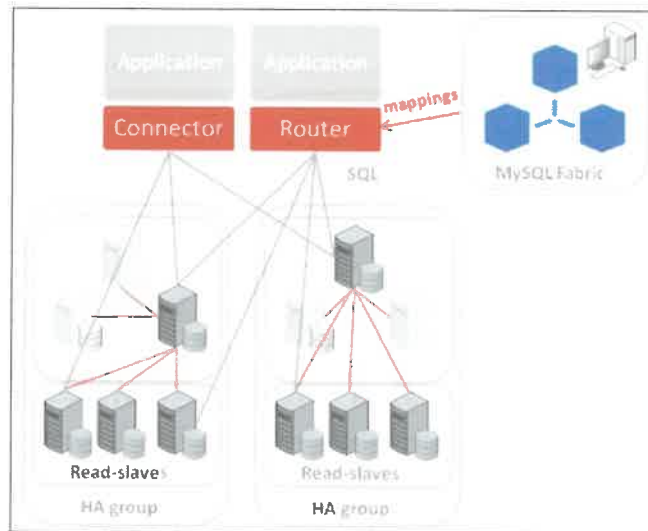 Application
Application
mappings
Connector
Router
SQL
MySQL Fabric
Read-slaves
Read-slaves
HA group
HA group